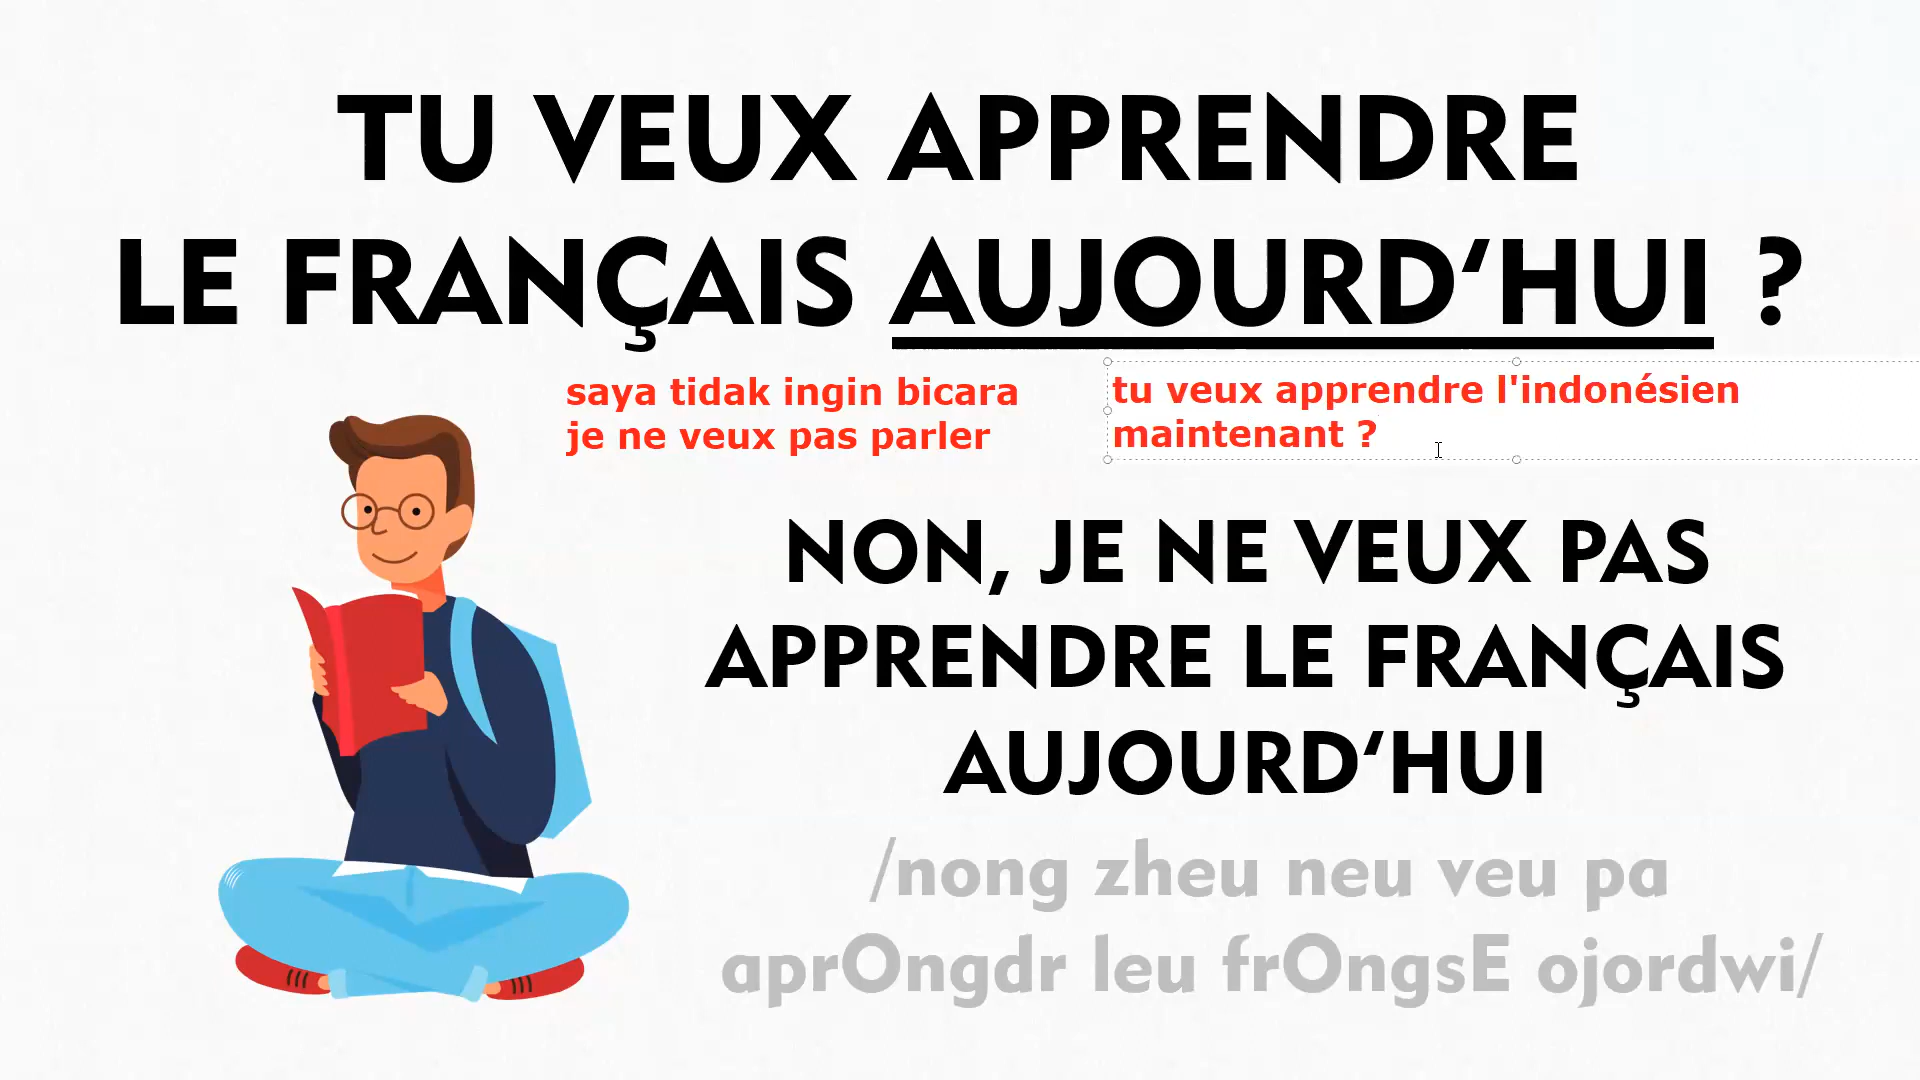 TU VEUX APPRENDRE
LE FRANÇAIS AUJOURD‘HUI ?
saya tidak ingin bicara
je ne veux pas parler
tu veux apprendre l'indonésien
maintenant ?
NON, JE NE VEUX PAS
APPRENDRE LE FRANÇAIS
AUJOURD‘HUI
/nong zheu neu veu pa
aprOngdr leu frOngsE ojordwi/